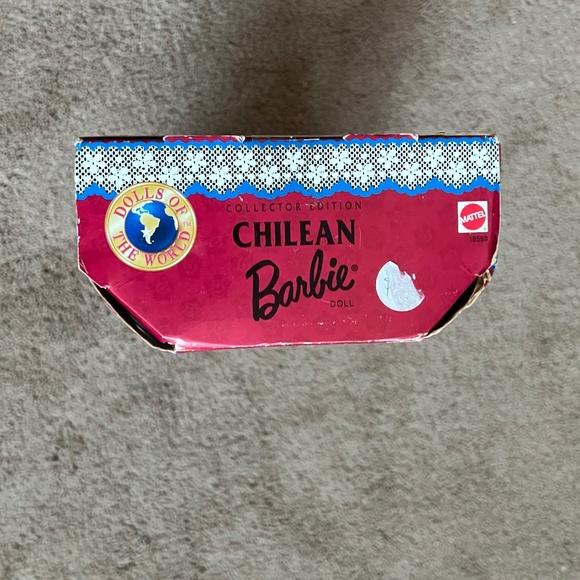 DOLLS OF
THE WORLD
COLLECTOR EDITION
CHILEAN
Barbie®
DOLL
MATTEL